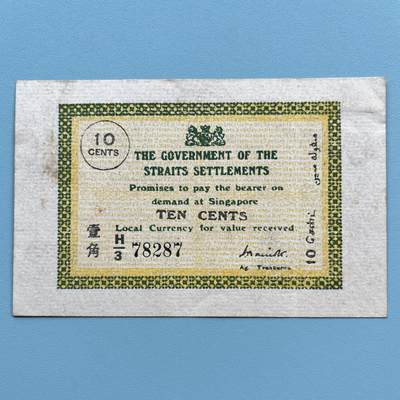 10
CENTS
THE GOVERNMENT OF THE
STRAITS SETTLEMENTS
Promises to pay the bearer on
demand at Singapore
TEN CENTS
Local Currency for value received
壹角
H/3 78287
Ag. Treasurer
10